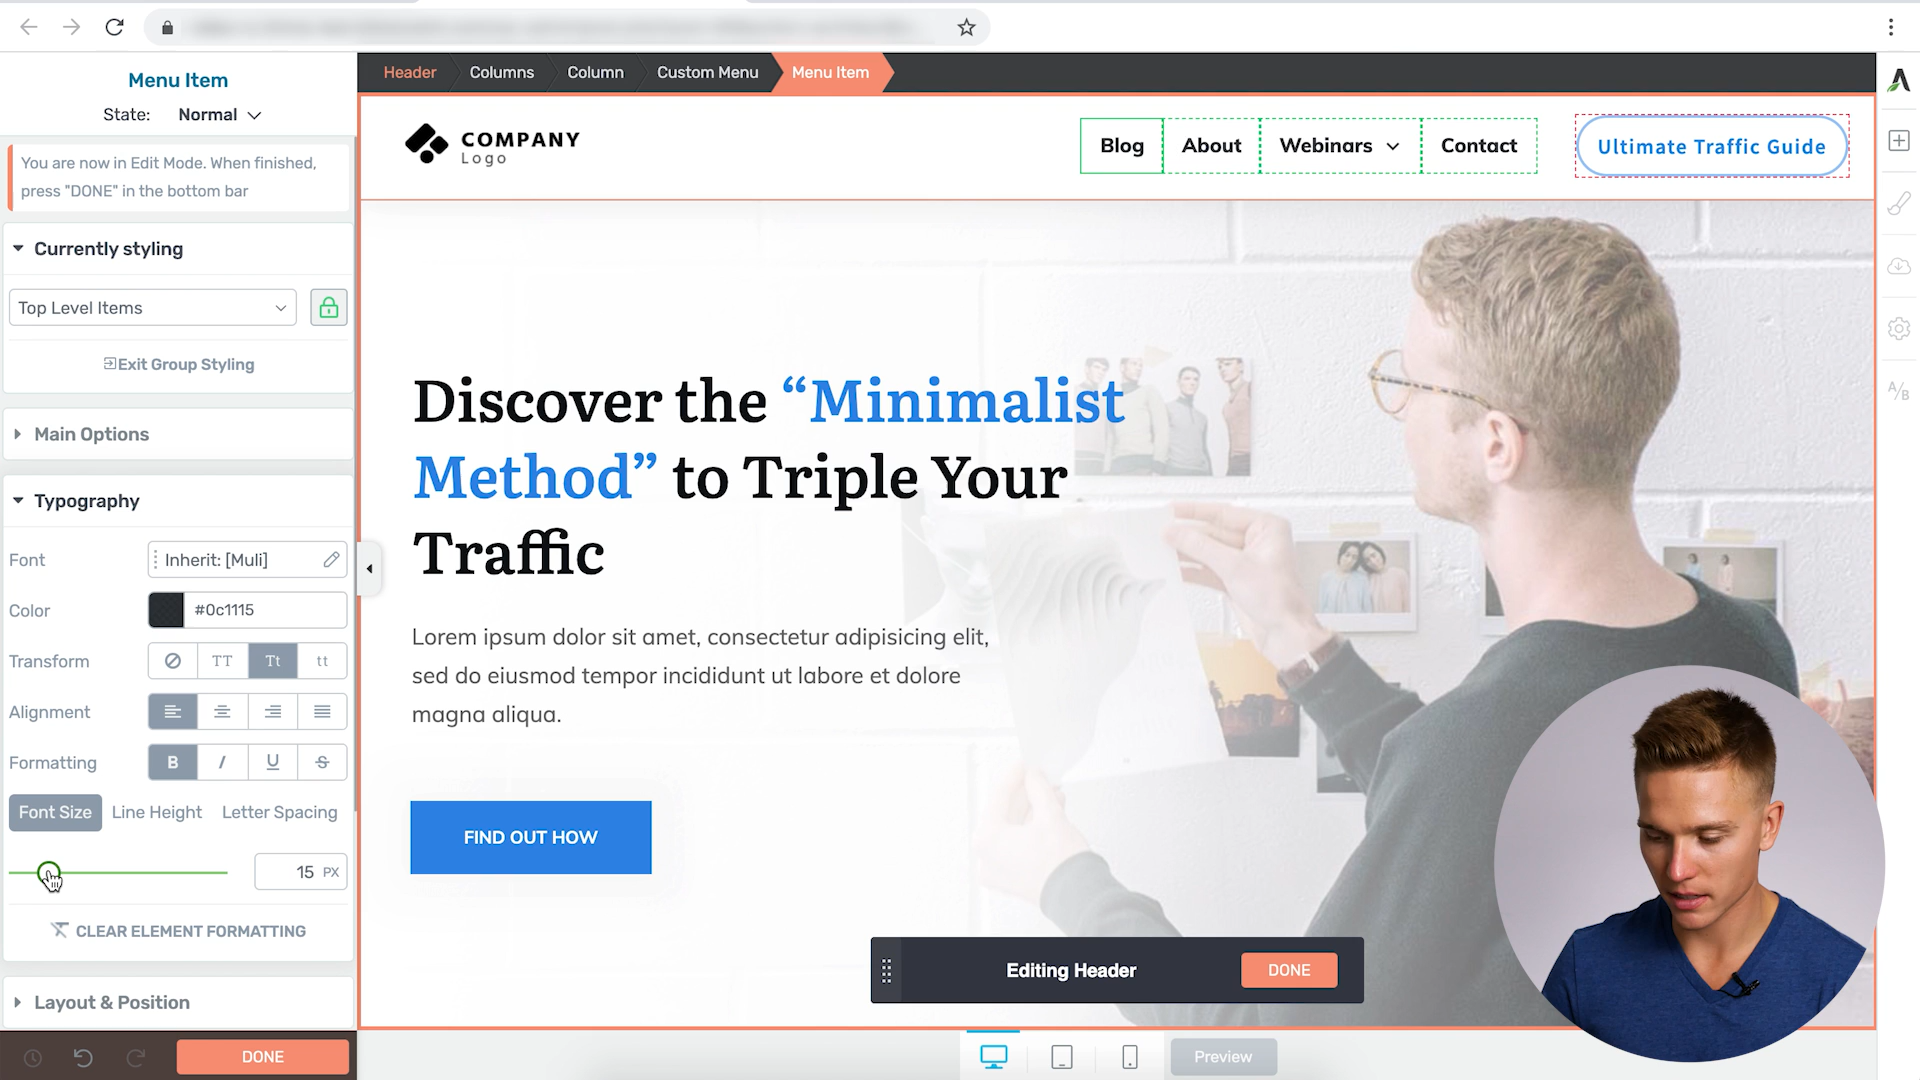 Menu Item
State: Normal
You are now in Edit Mode. When finished,
press "DONE" in the bottom bar
Currently styling
Top Level Items
Exit Group Styling
Main Options
Typography
Font Inherit: [Muli]
Color #0c1115
Transform TT Tt tt
Alignment
Formatting B I U S
Font Size Line Height Letter Spacing
15 PX
CLEAR ELEMENT FORMATTING
Layout & Position
DONE
Header Columns Column Custom Menu Menu Item
COMPANY
Logo
Blog About Webinars Contact Ultimate Traffic Guide
Discover the “Minimalist
Method” to Triple Your
Traffic
Lorem ipsum dolor sit amet, consectetur adipisicing elit,
sed do eiusmod tempor incididunt ut labore et dolore
magna aliqua.
FIND OUT HOW
Editing Header DONE
Preview
A/B